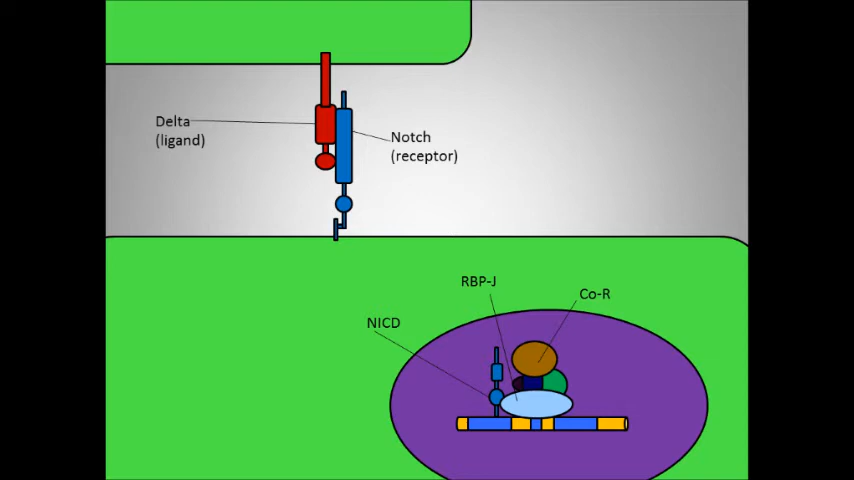 Delta
(ligand)
Notch
(receptor)
RBP-J
Co-R
NICD